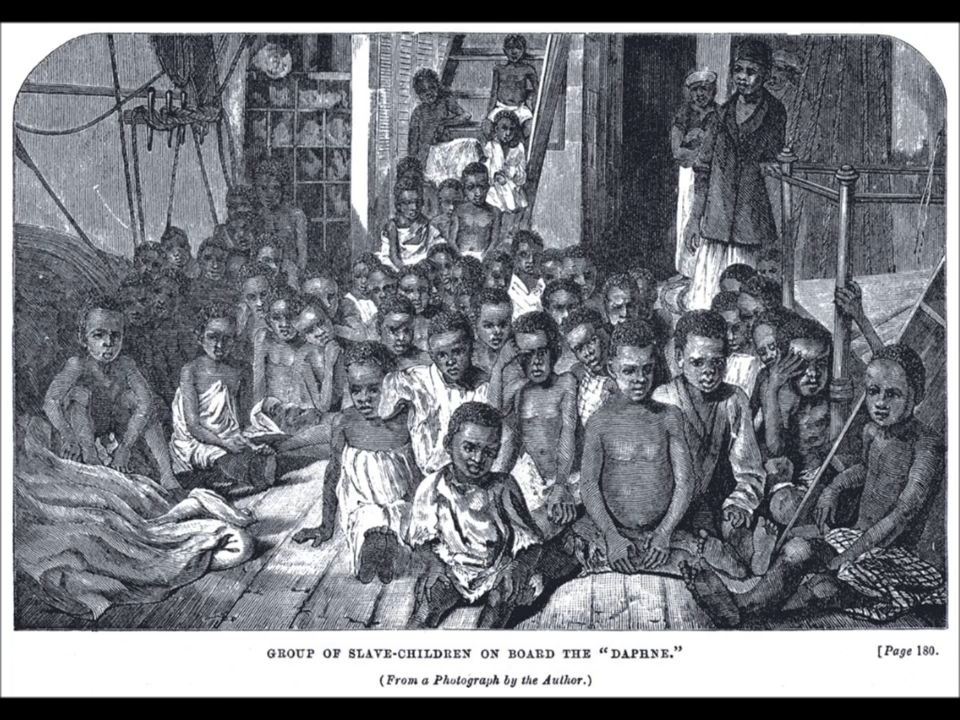 GROUP OF SLAVE-CHILDREN ON BOARD THE “DAPHNE.”
[Page 180.
(From a Photograph by the Author.)